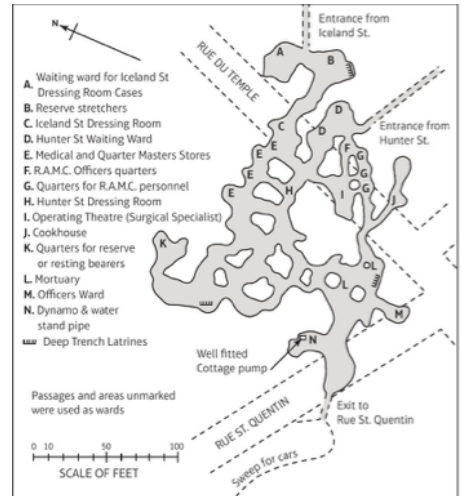 N
Entrance from
Iceland St.
RUE DU TEMPLE
Entrance from
Hunter St.
A. Waiting ward for Iceland St
Dressing Room Cases
B. Reserve stretchers
C. Iceland St Dressing Room
D. Hunter St Waiting Ward
E. Medical and Quarter Masters Stores
F. R.A.M.C. Officers quarters
G. Quarters for R.A.M.C. personnel
H. Hunter St Dressing Room
I. Operating Theatre (Surgical Specialist)
J. Cookhouse
K. Quarters for reserve
or resting bearers
L. Mortuary
M. Officers Ward
N. Dynamo & water
stand pipe
Deep Trench Latrines
Passages and areas unmarked
were used as wards
0 10 50 100
SCALE OF FEET
A
B
C
D
D
E
E
E
E
E
F
G
G
G
H
I
J
K
L
L
M
N
Well fitted
Cottage pump
RUE ST. QUENTIN
Exit to
Rue St. Quentin
Sweep for cars